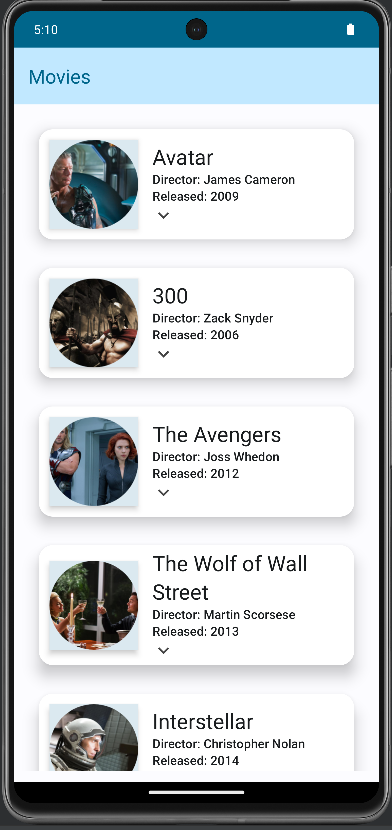 5:10
Movies
Avatar
Director: James Cameron
Released: 2009
300
Director: Zack Snyder
Released: 2006
The Avengers
Director: Joss Whedon
Released: 2012
The Wolf of Wall
Street
Director: Martin Scorsese
Released: 2013
Interstellar
Director: Christopher Nolan
Released: 2014